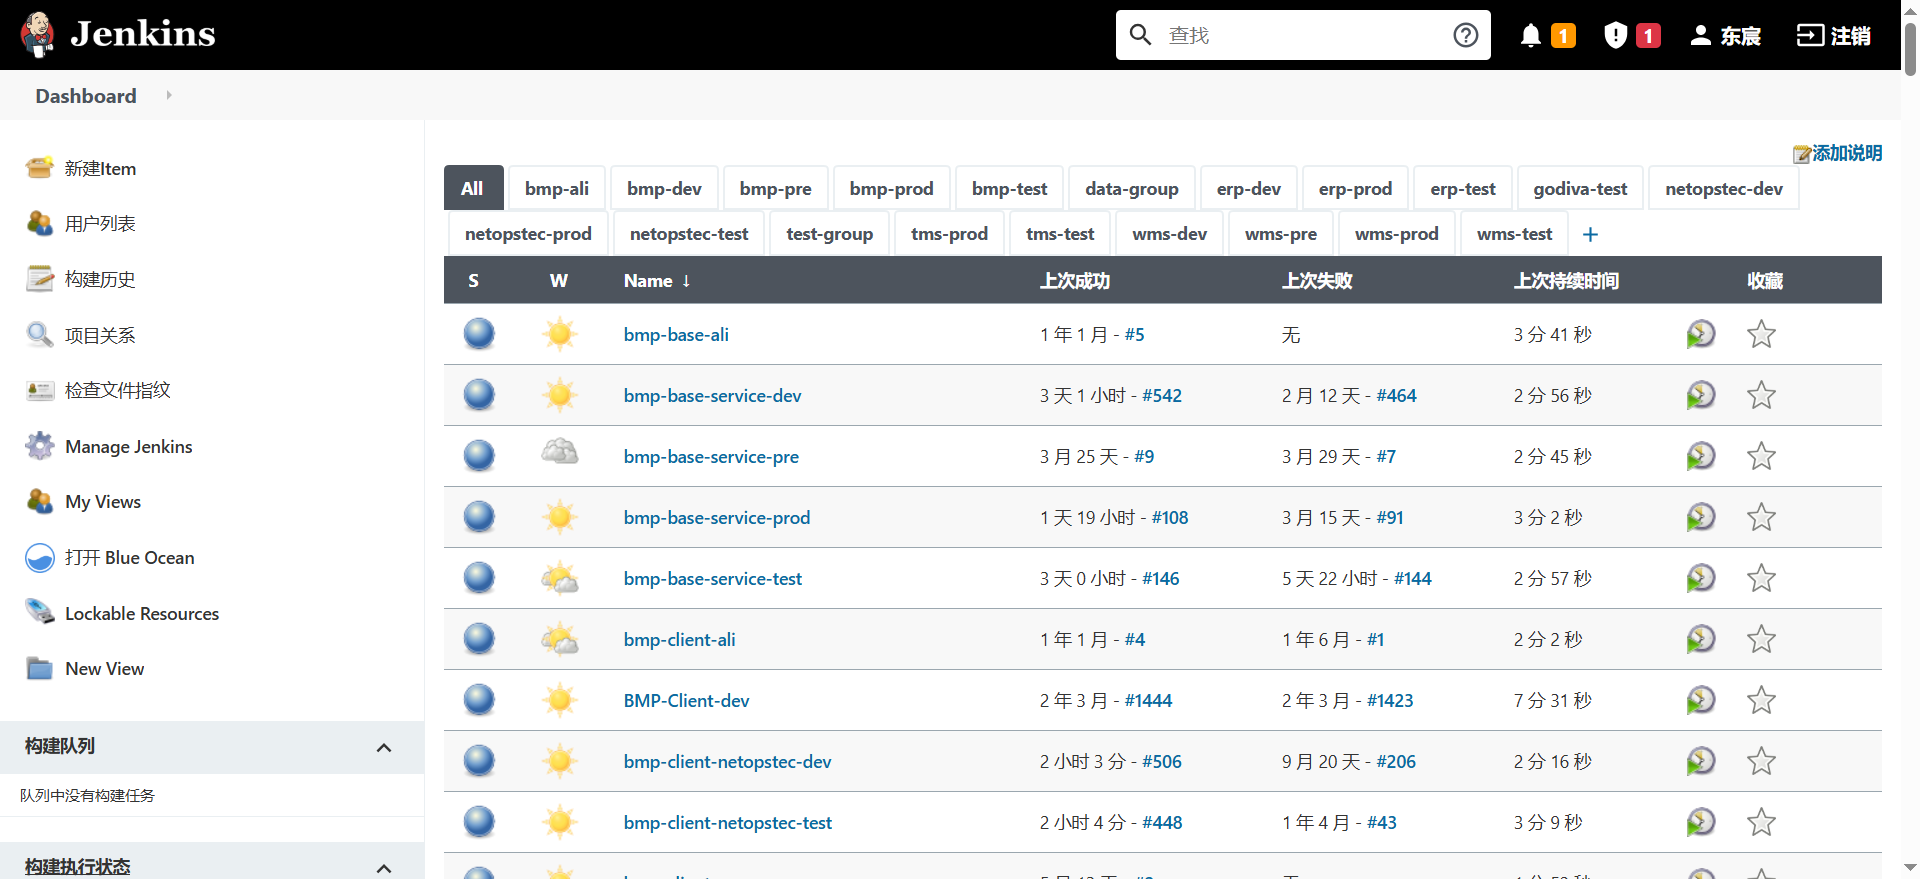 Jenkins
查找
1
1
东宸
注销
Dashboard
新建Item
用户列表
构建历史
项目关系
检查文件指纹
Manage Jenkins
My Views
打开 Blue Ocean
Lockable Resources
New View
构建队列
队列中没有构建任务
构建执行状态
添加说明
All bmp-ali bmp-dev bmp-pre bmp-prod bmp-test data-group erp-dev erp-prod erp-test godiva-test netopstec-dev
netopstec-prod netopstec-test test-group tms-prod tms-test wms-dev wms-pre wms-prod wms-test +
S W Name ↓ 上次成功 上次失败 上次持续时间 收藏
bmp-base-ali 1 年 1 月 - #5 无 3 分 41 秒
bmp-base-service-dev 3 天 1 小时 - #542 2 月 12 天 - #464 2 分 56 秒
bmp-base-service-pre 3 月 25 天 - #9 3 月 29 天 - #7 2 分 45 秒
bmp-base-service-prod 1 天 19 小时 - #108 3 月 15 天 - #91 3 分 2 秒
bmp-base-service-test 3 天 0 小时 - #146 5 天 22 小时 - #144 2 分 57 秒
bmp-client-ali 1 年 1 月 - #4 1 年 6 月 - #1 2 分 2 秒
BMP-Client-dev 2 年 3 月 - #1444 2 年 3 月 - #1423 7 分 31 秒
bmp-client-netopstec-dev 2 小时 3 分 - #506 9 月 20 天 - #206 2 分 16 秒
bmp-client-netopstec-test 2 小时 4 分 - #448 1 年 4 月 - #43 3 分 9 秒